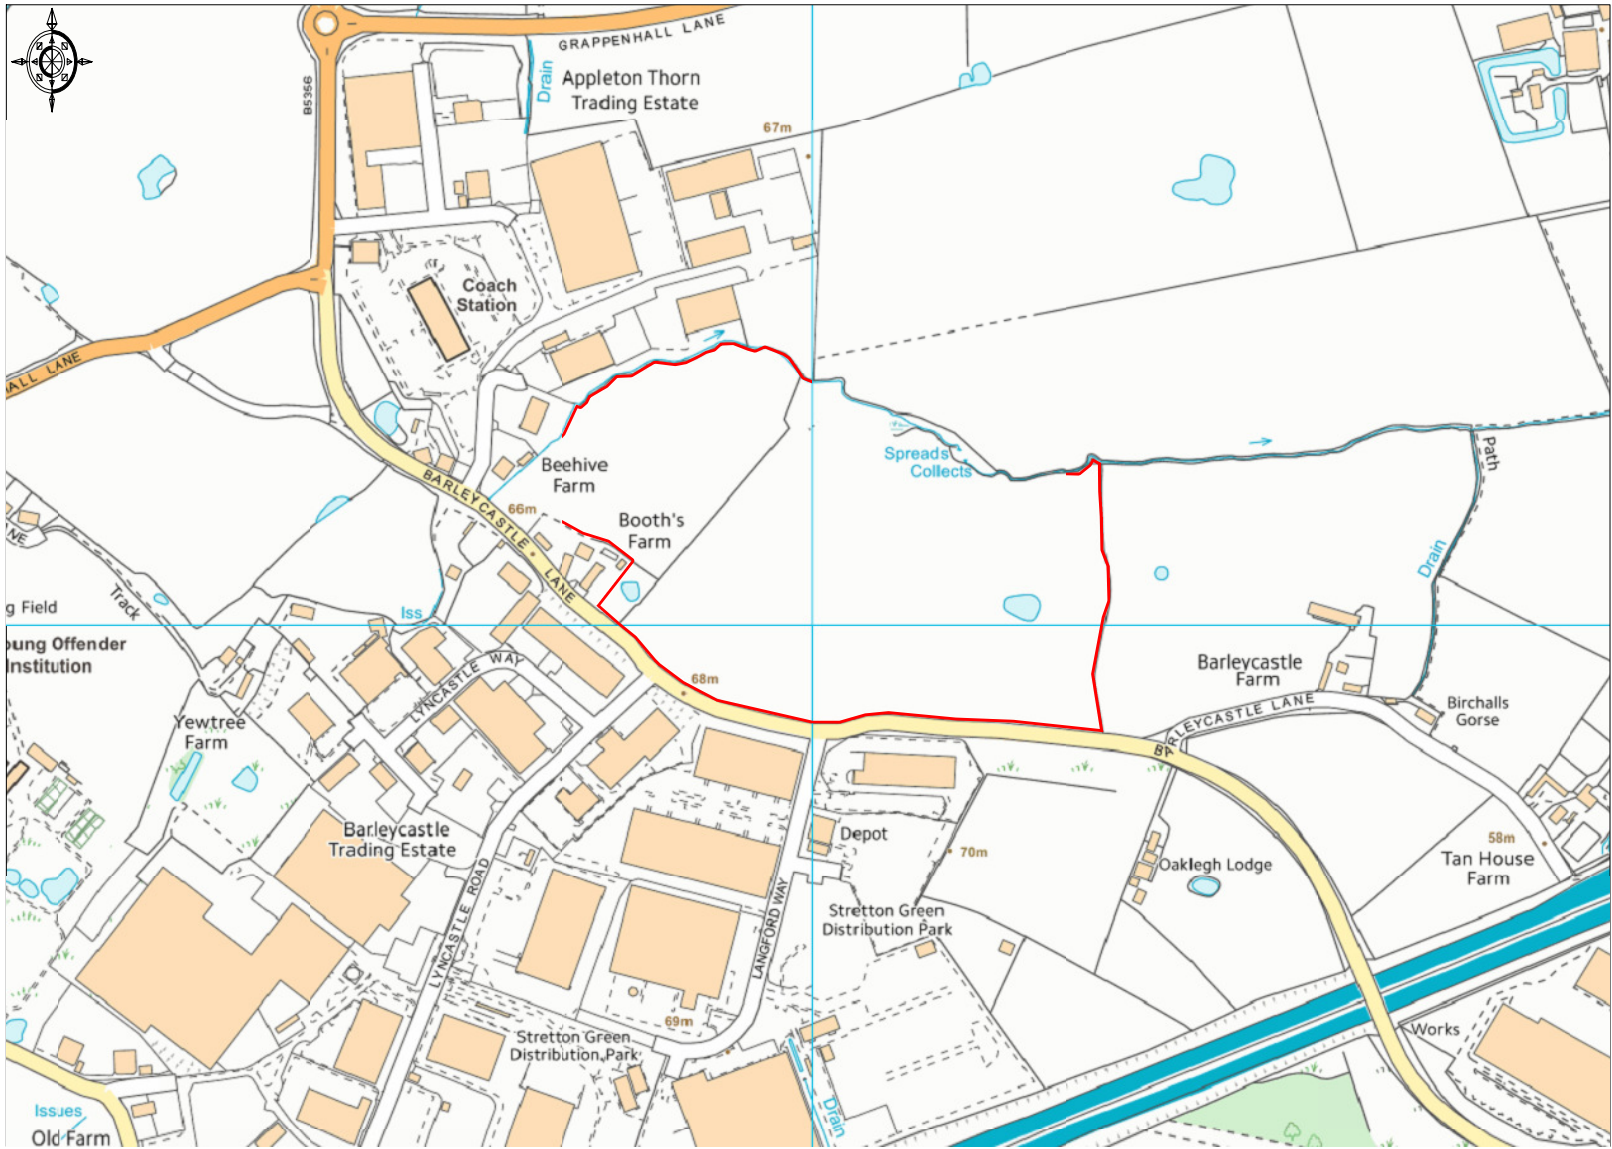 GRAPPENHALL LANE
B5356
Drain
Appleton Thorn
Trading Estate
67m
Coach
Station
ALL LANE
Beehive
Farm
BARLEYCASTLE LANE
66m
Booth's
Farm
Spreads
Collects
Path
Drain
NE
Track
g Field
Iss
oung Offender
Institution
LYNCASTLE WAY
68m
Barleycastle
Farm
BARLEYCASTLE LANE
Birchalls
Gorse
Yewtree
Farm
Barleycastle
Trading Estate
Depot
70m
58m
Oaklegh Lodge
Tan House
Farm
LYNCASTLE ROAD
LANGFORD WAY
Stretton Green
Distribution Park
69m
Stretton Green
Distribution Park
Works
Issues
Old Farm
Drain